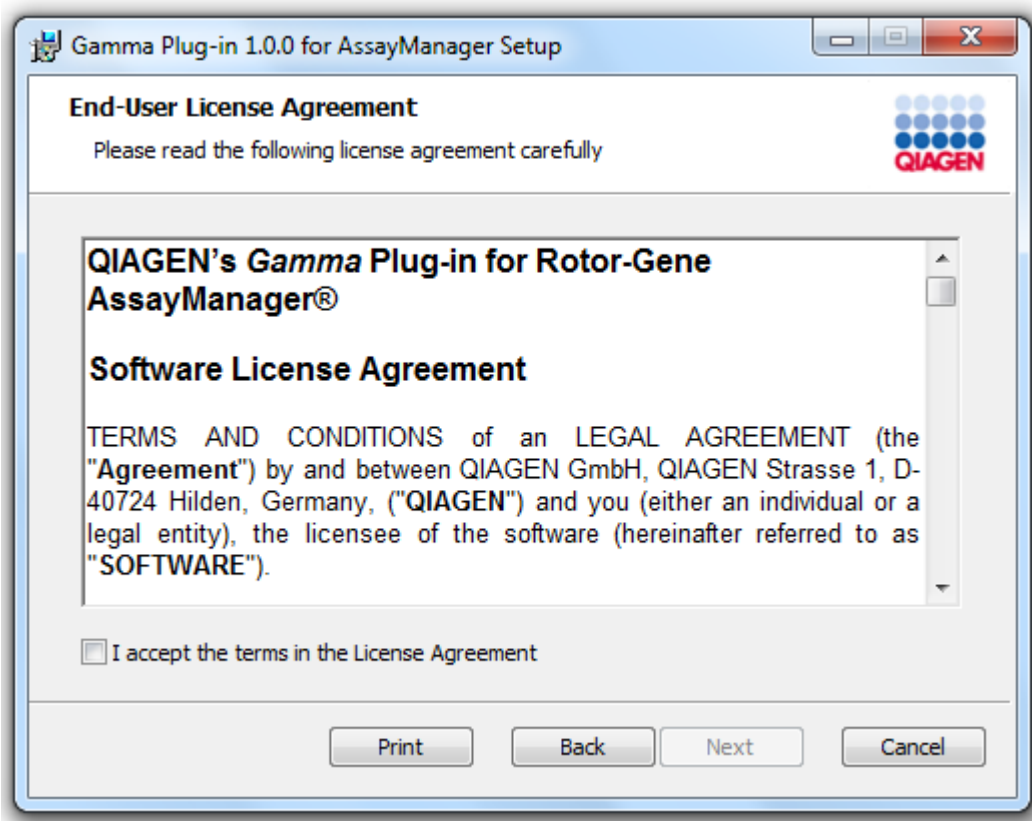 Gamma Plug-in 1.0.0 for AssayManager Setup
End-User License Agreement
Please read the following license agreement carefully
QIAGEN
QIAGEN's Gamma Plug-in for Rotor-Gene
AssayManager®
Software License Agreement
TERMS AND CONDITIONS of an LEGAL AGREEMENT (the
"Agreement") by and between QIAGEN GmbH, QIAGEN Strasse 1, D-
40724 Hilden, Germany, ("QIAGEN") and you (either an individual or a
legal entity), the licensee of the software (hereinafter referred to as
"SOFTWARE").
I accept the terms in the License Agreement
Print Back Next Cancel